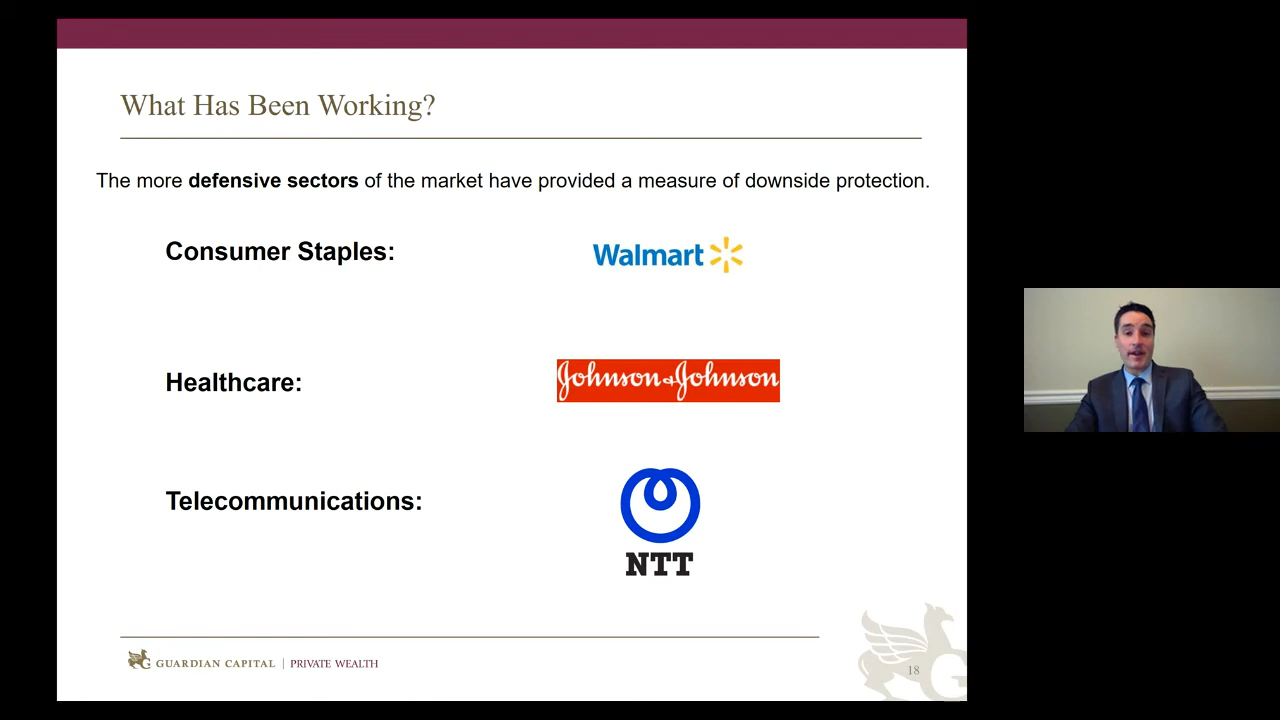 What Has Been Working?
The more defensive sectors of the market have provided a measure of downside protection.
Consumer Staples:
Walmart
Healthcare:
Johnson & Johnson
Telecommunications:
NTT
GUARDIAN CAPITAL | PRIVATE WEALTH
18